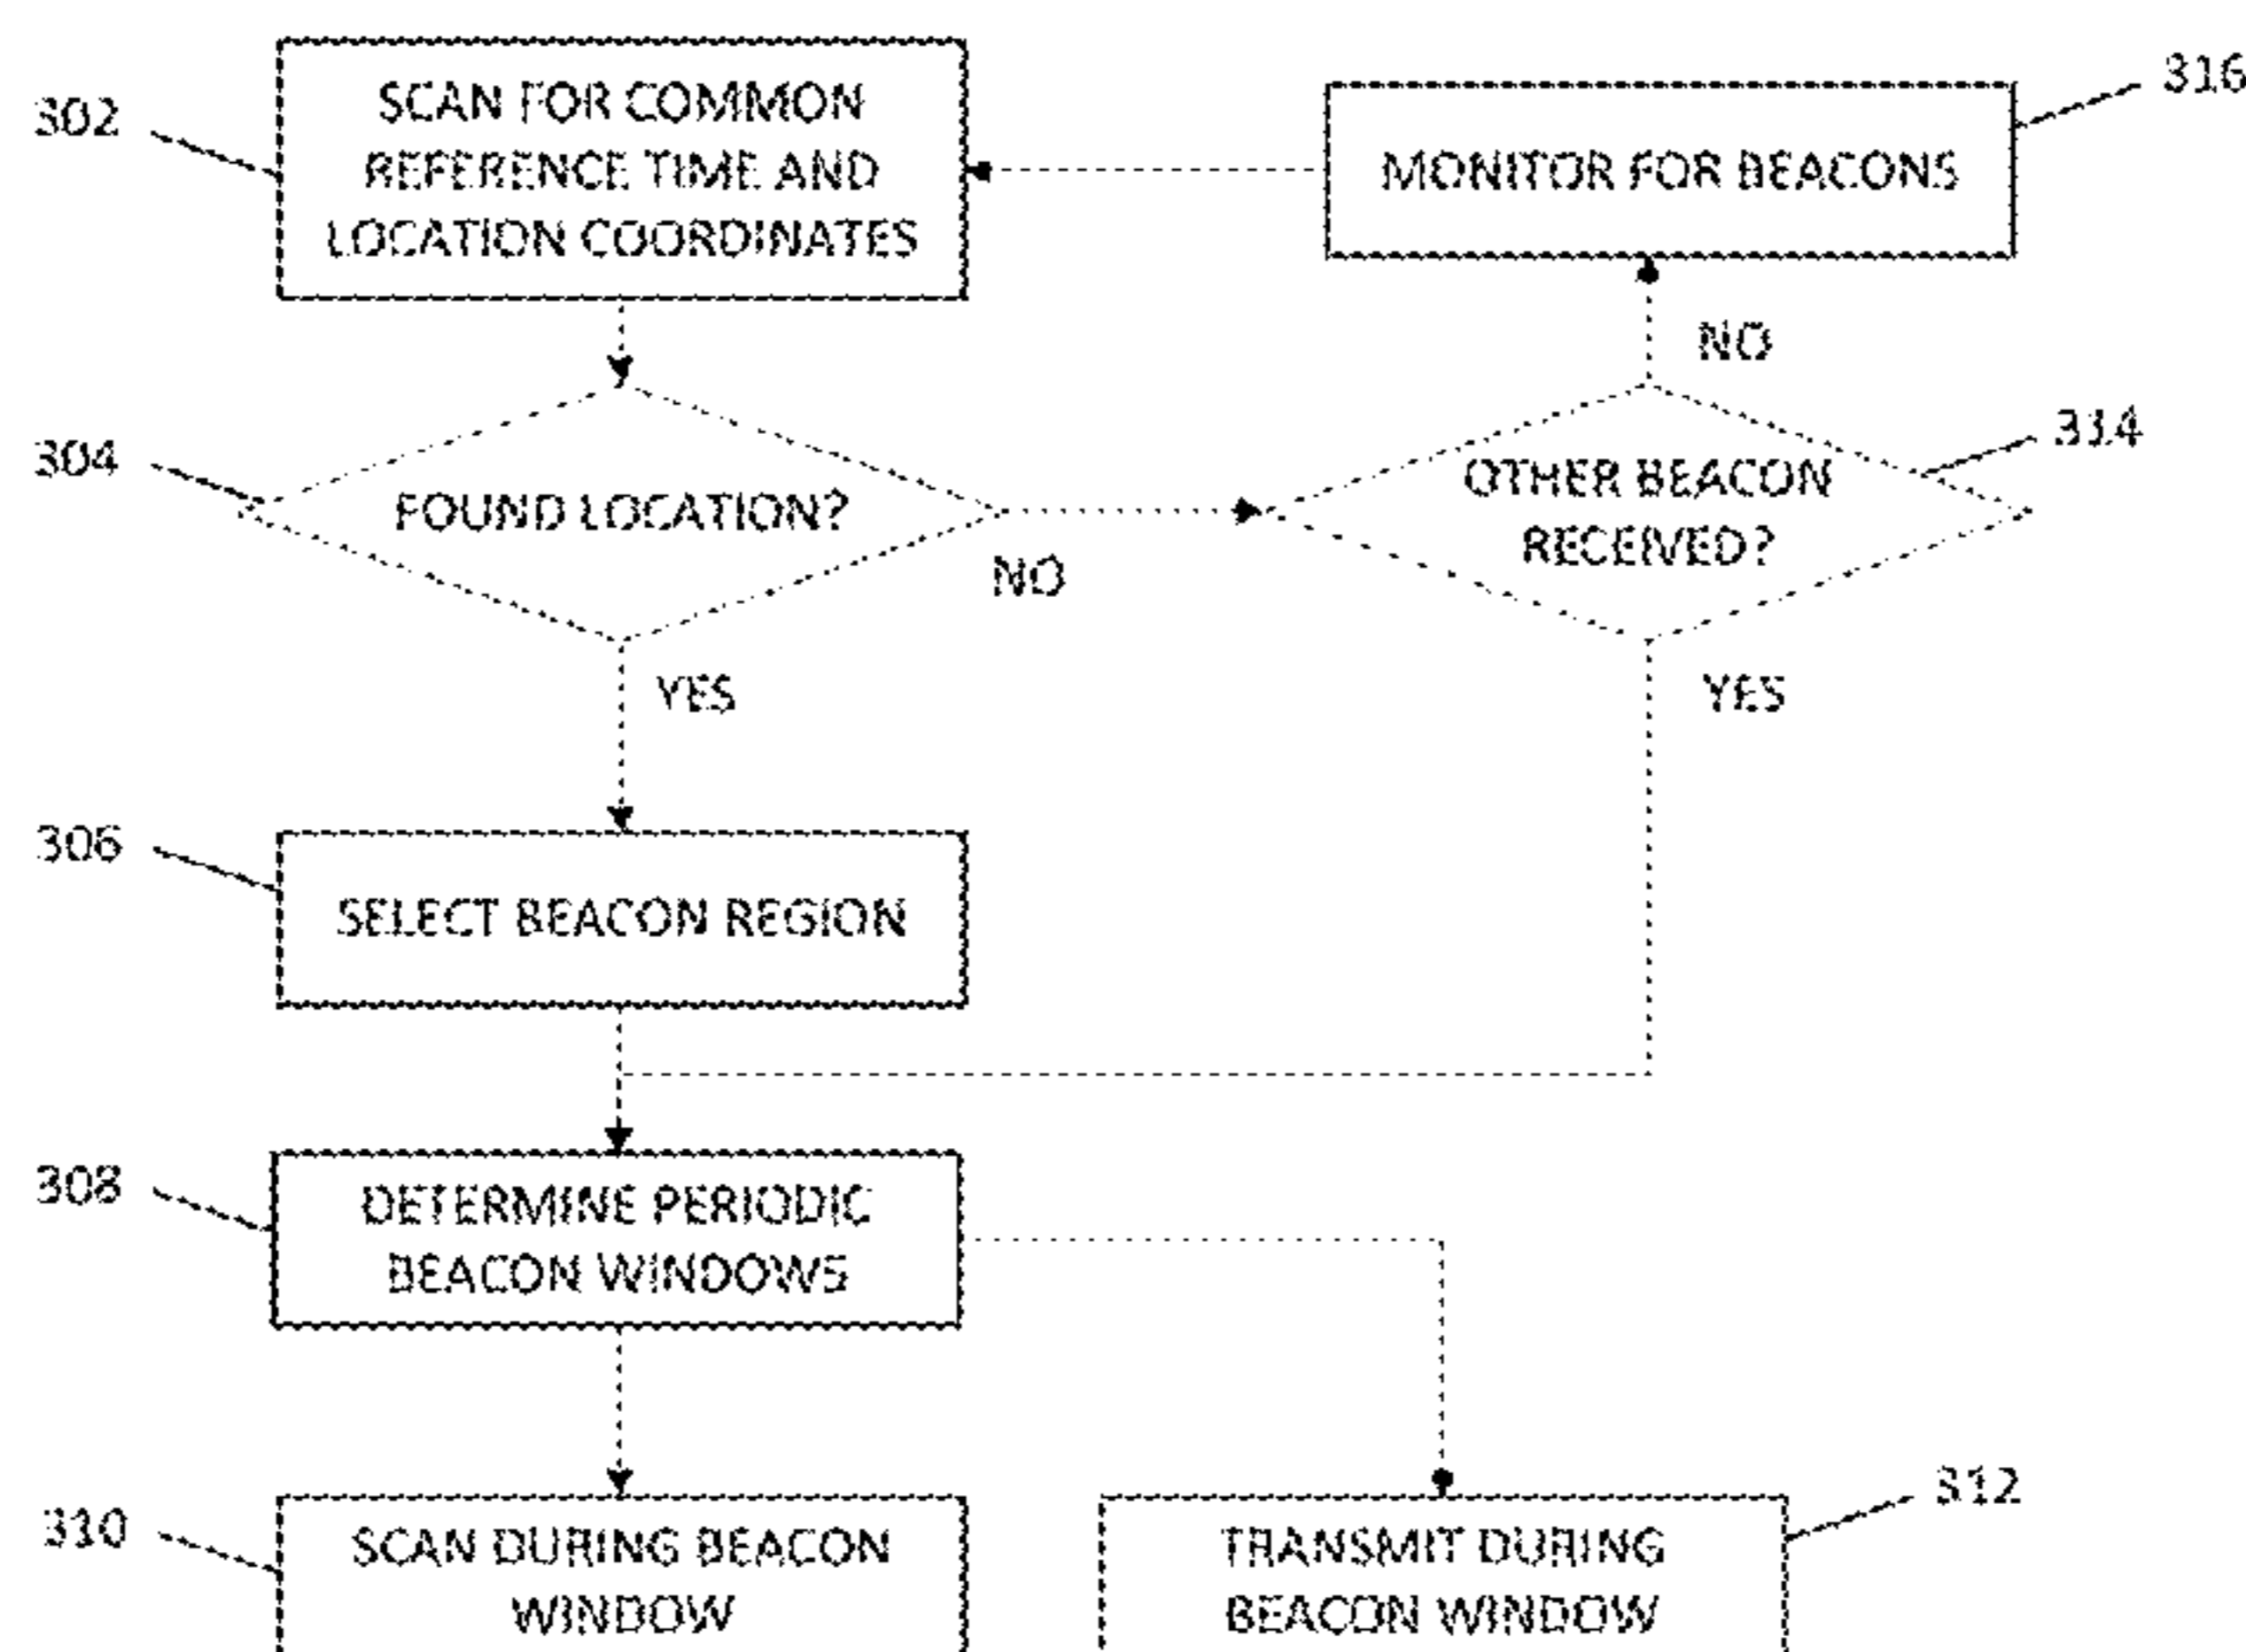 302
SCAN FOR COMMON
REFERENCE TIME AND
LOCATION COORDINATES
316
MONITOR FOR BEACONS
NO
304
FOUND LOCATION?
NO
314
OTHER BEACON
RECEIVED?
YES
YES
306
SELECT BEACON REGION
308
DETERMINE PERIODIC
BEACON WINDOWS
310
SCAN DURING BEACON
WINDOW
312
TRANSMIT DURING
BEACON WINDOW